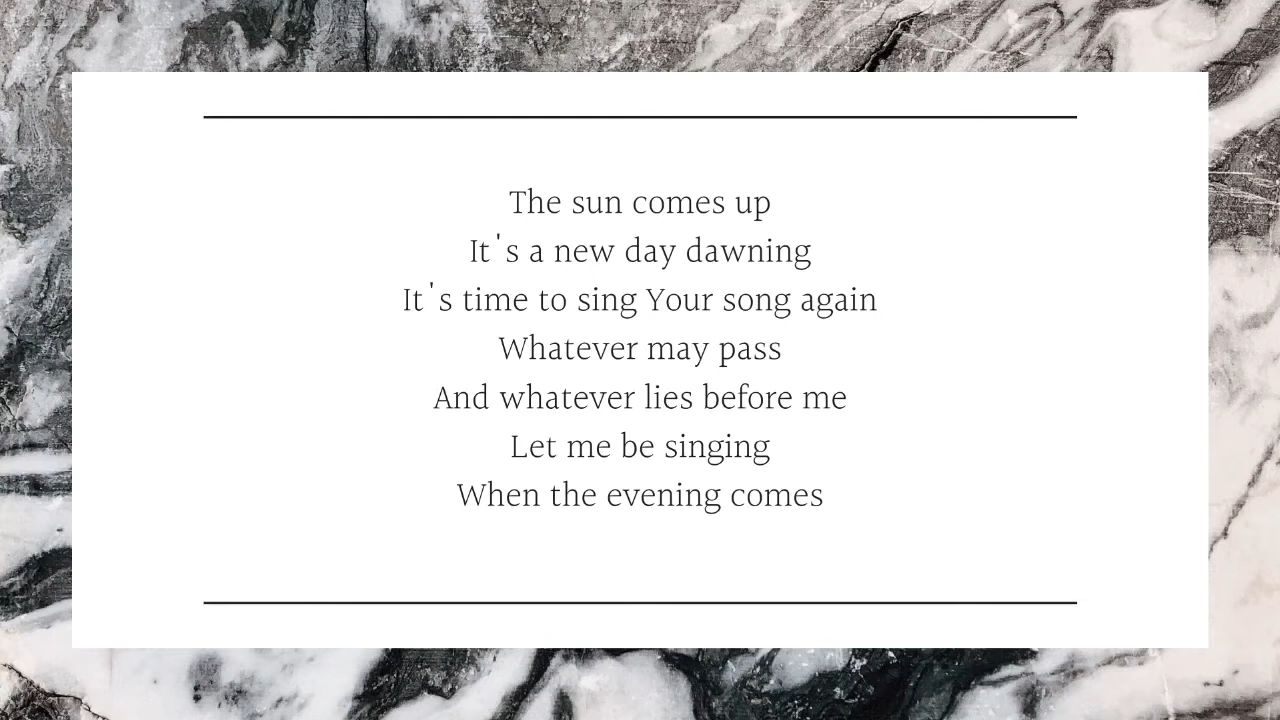 The sun comes up
It's a new day dawning
It's time to sing Your song again
Whatever may pass
And whatever lies before me
Let me be singing
When the evening comes